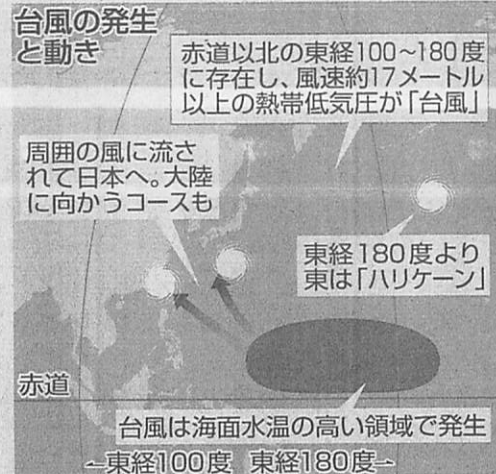 台風の発生
と動き
赤道以北の東経100~180度
に存在し、風速約17メートル
以上の熱帯低気圧が「台風」
周囲の風に流さ
れて日本へ。大陸
に向かうコースも
東経180度より
東は「ハリケーン」
赤道
台風は海面水温の高い領域で発生
←東経100度 東経180度→